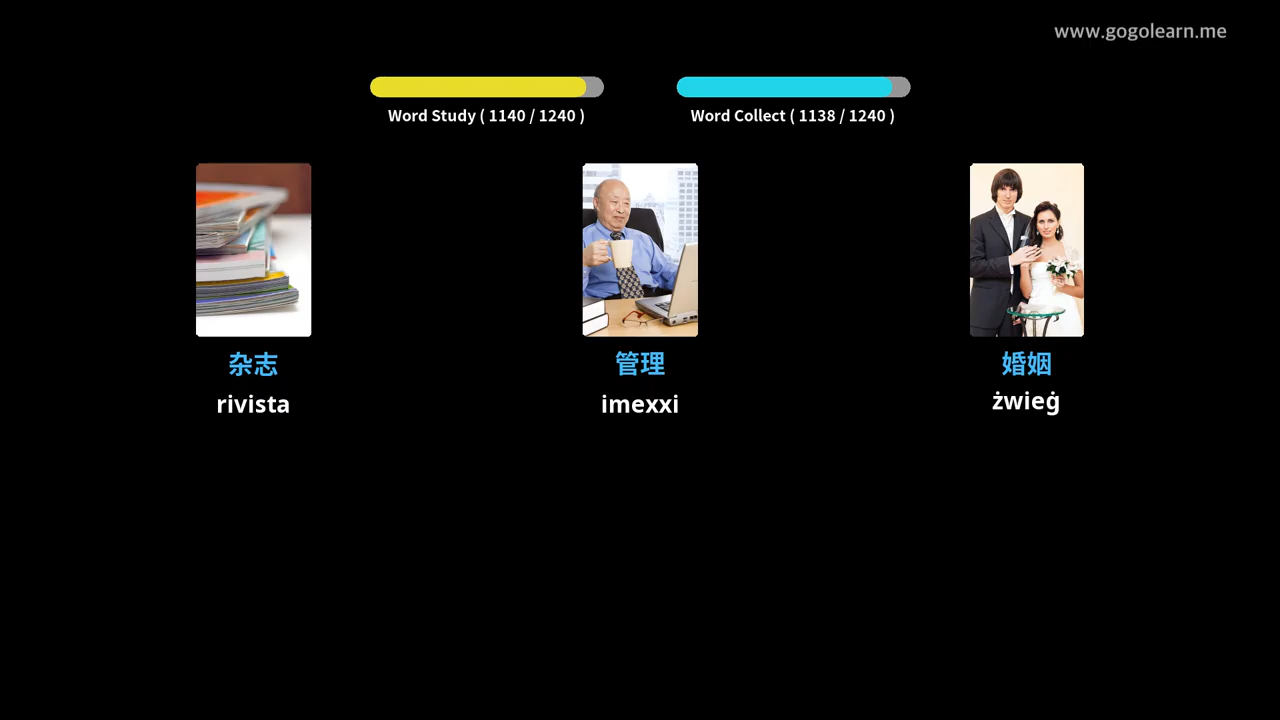 www.gogolearn.me
Word Study ( 1140 / 1240 )
Word Collect ( 1138 / 1240 )
杂志
管理
婚姻
rivista
imexxi
żwieġ